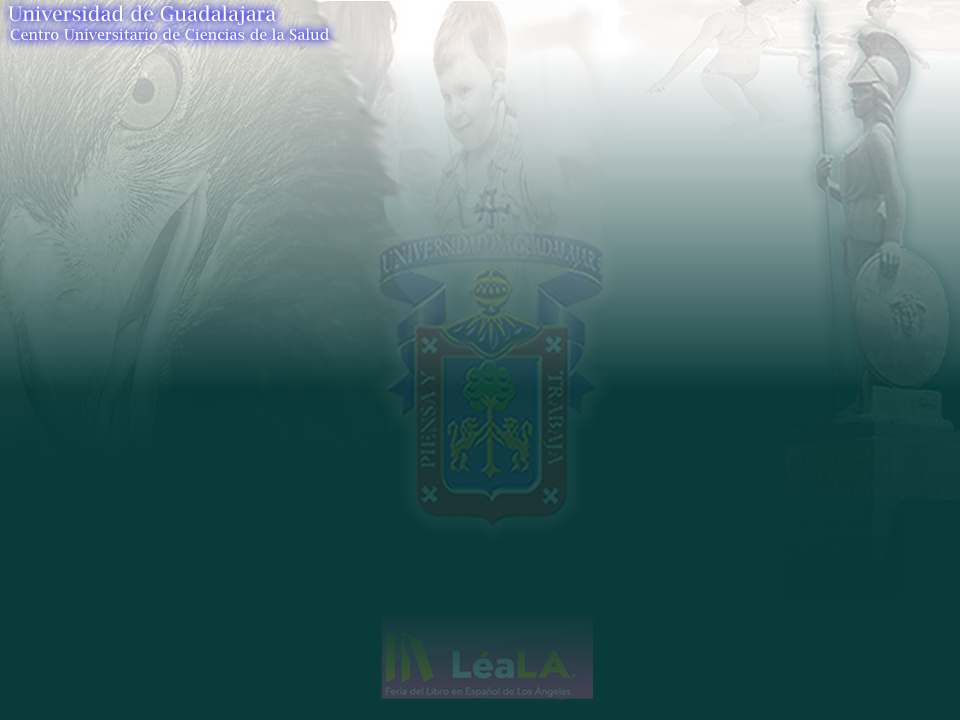 Universidad de Guadalajara
Centro Universitario de Ciencias de la Salud
UNIVERSIDAD DE GUADALAJARA
PIENSA Y
TRABAJA
LéaLA.
Feria del Libro en Español de Los Ángeles